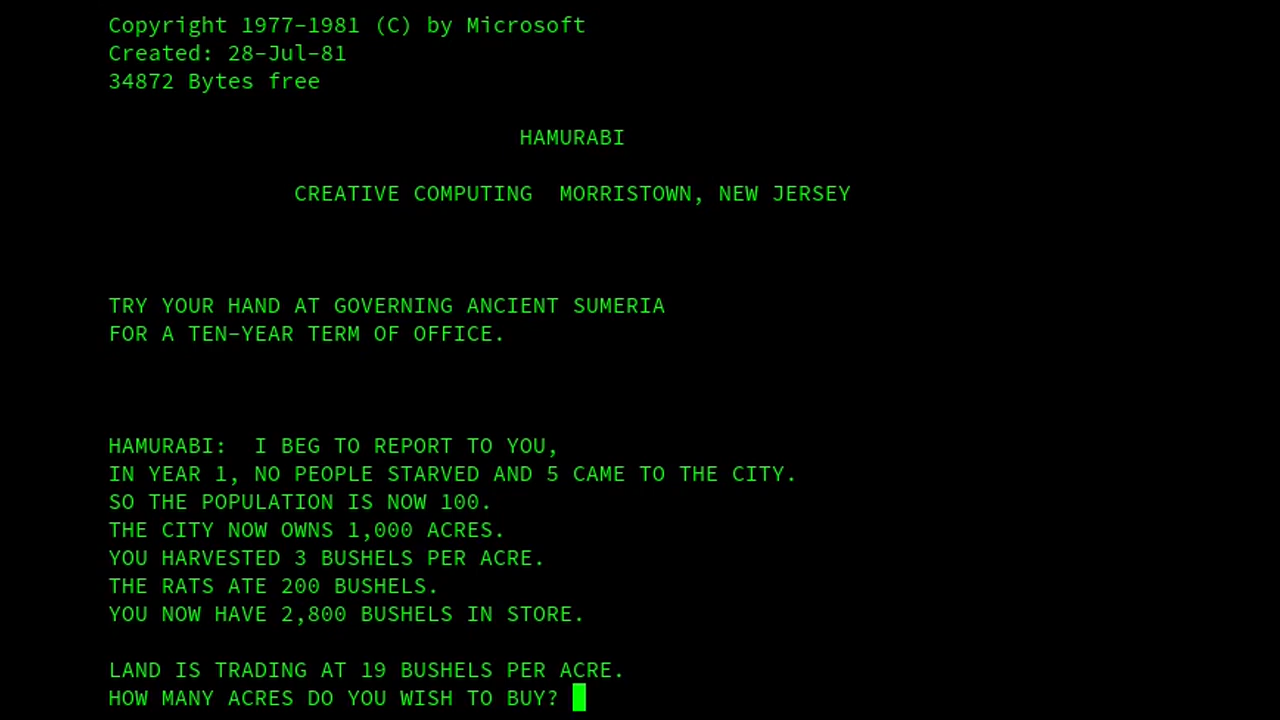 Copyright 1977-1981 (C) by Microsoft
Created: 28-Jul-81
34872 Bytes free
HAMURABI
CREATIVE COMPUTING  MORRISTOWN, NEW JERSEY
TRY YOUR HAND AT GOVERNING ANCIENT SUMERIA
FOR A TEN-YEAR TERM OF OFFICE.
HAMURABI:  I BEG TO REPORT TO YOU,
IN YEAR 1, NO PEOPLE STARVED AND 5 CAME TO THE CITY.
SO THE POPULATION IS NOW 100.
THE CITY NOW OWNS 1,000 ACRES.
YOU HARVESTED 3 BUSHELS PER ACRE.
THE RATS ATE 200 BUSHELS.
YOU NOW HAVE 2,800 BUSHELS IN STORE.
LAND IS TRADING AT 19 BUSHELS PER ACRE.
HOW MANY ACRES DO YOU WISH TO BUY?